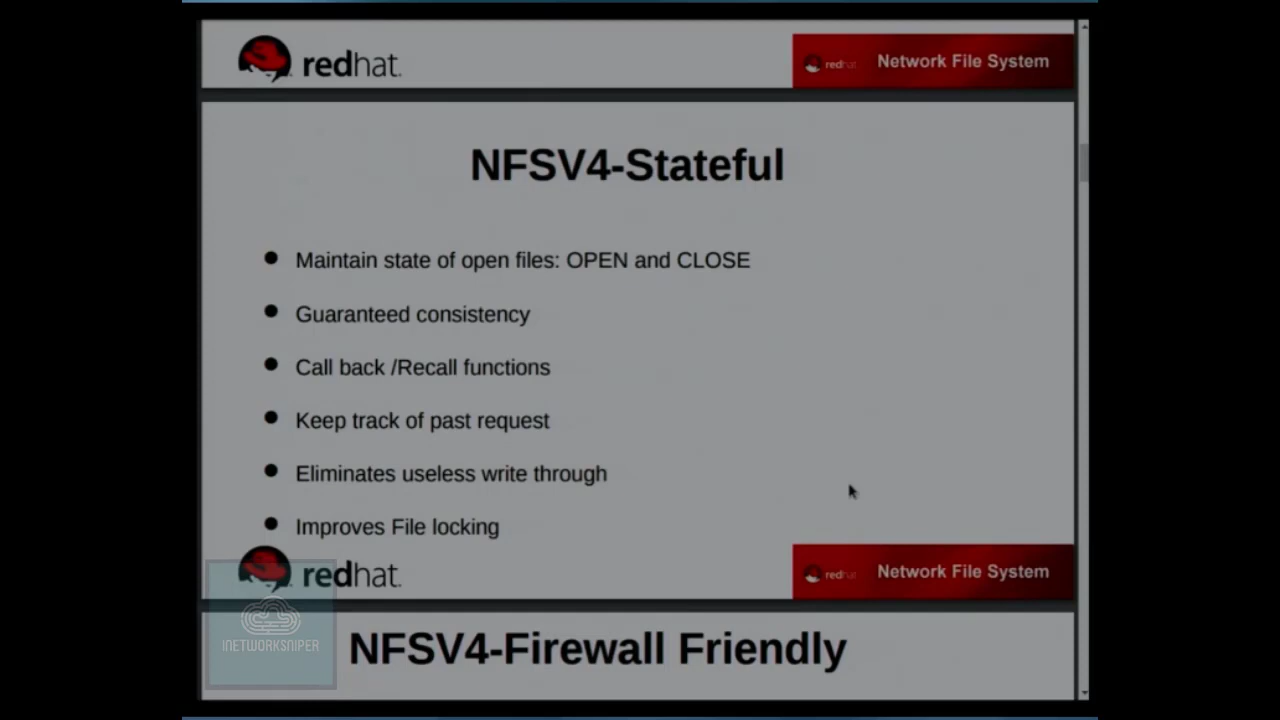 redhat.
redhat
Network File System
NFSV4-Stateful
Maintain state of open files: OPEN and CLOSE
Guaranteed consistency
Call back /Recall functions
Keep track of past request
Eliminates useless write through
Improves File locking
redhat.
redhat
Network File System
INETWORKSNIPER
NFSV4-Firewall Friendly